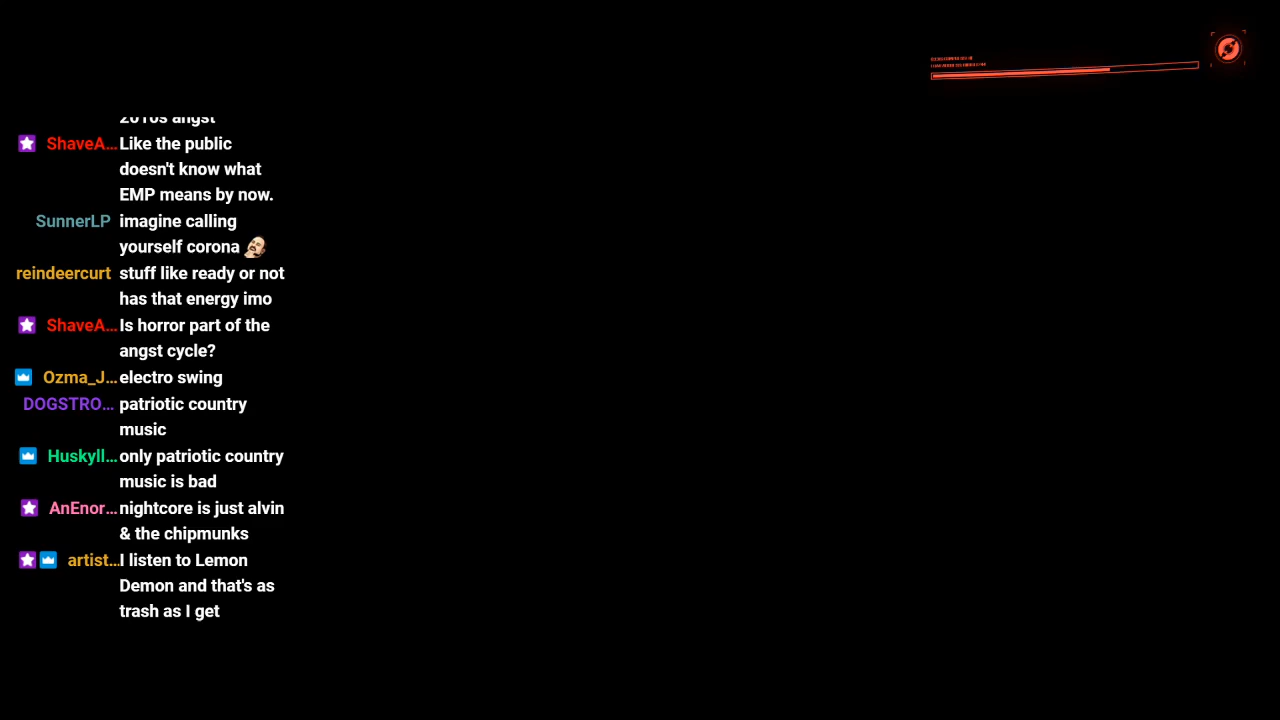 2010s angst
ShaveA… Like the public
doesn't know what
EMP means by now.
SunnerLP imagine calling
yourself corona
reindeercurt stuff like ready or not
has that energy imo
ShaveA… Is horror part of the
angst cycle?
Ozma_J… electro swing
DOGSTRO… patriotic country
music
Huskyll… only patriotic country
music is bad
AnEnor… nightcore is just alvin
& the chipmunks
artist… I listen to Lemon
Demon and that's as
trash as I get